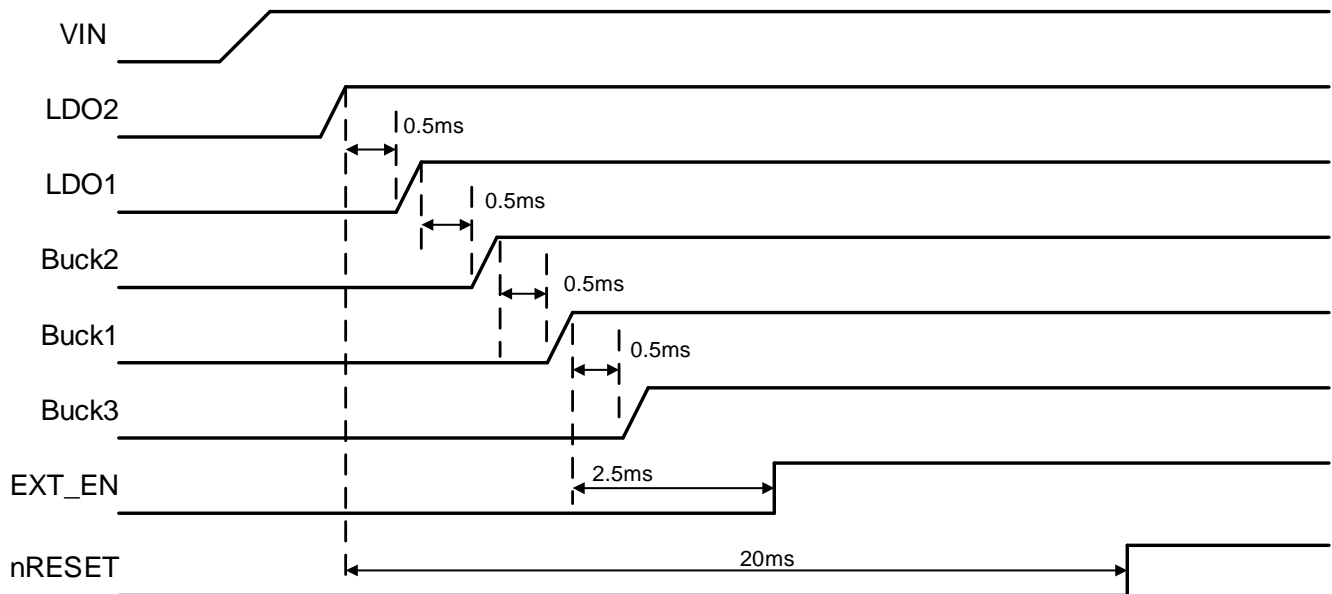 VIN
LDO2
0.5ms
LDO1
0.5ms
Buck2
0.5ms
Buck1
0.5ms
Buck3
EXT_EN
2.5ms
nRESET
20ms